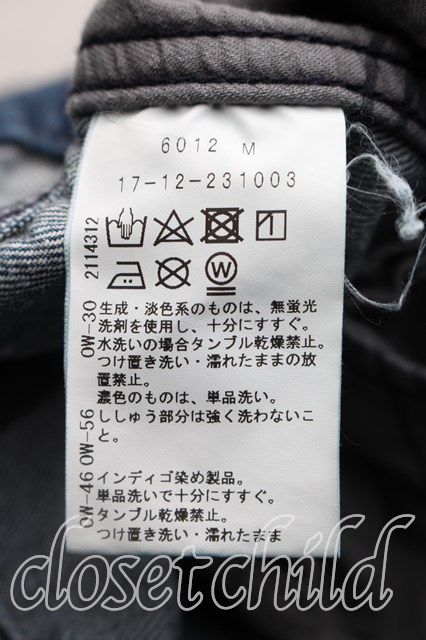 6012 M
17-12-231003
2114312
W
OW-30
生成・淡色系のものは、無蛍光
洗剤を使用し、十分にすすぐ。
水洗いの場合タンブル乾燥禁止。
つけ置き洗い・濡れたままの放
置禁止。
濃色のものは、単品洗い。
OW-56
ししゅう部分は強く洗わないこ
と。
OW-46
インディゴ染め製品。
単品洗いで十分にすすぐ。
タンブル乾燥禁止。
つけ置き洗い・濡れたまま
closetchild